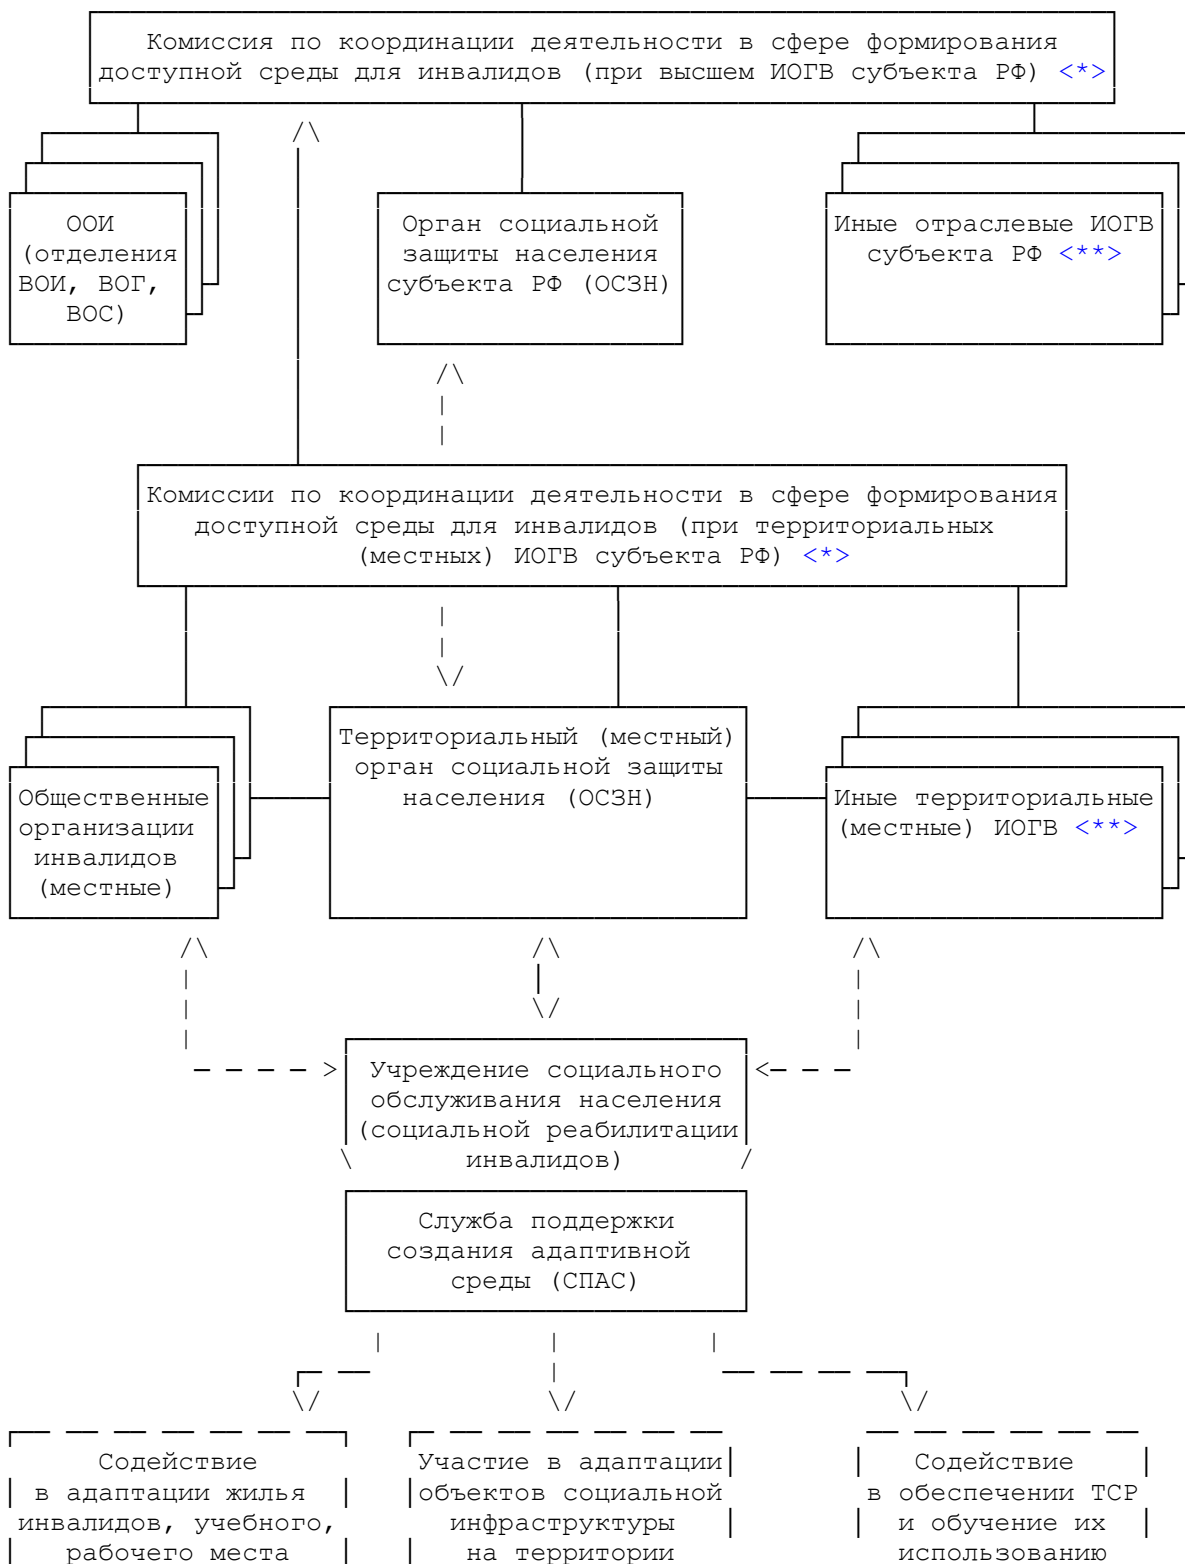 Комиссия по координации деятельности в сфере формирования
доступной среды для инвалидов (при высшем ИОГВ субъекта РФ) <*>
ООИ
(отделения
ВОИ, ВОГ,
ВОС)
Орган социальной
защиты населения
субъекта РФ (ОСЗН)
Иные отраслевые ИОГВ
субъекта РФ <**>
Комиссии по координации деятельности в сфере формирования
доступной среды для инвалидов (при территориальных
(местных) ИОГВ субъекта РФ) <*>
Общественные
организации
инвалидов
(местные)
Территориальный (местный)
орган социальной защиты
населения (ОСЗН)
Иные территориальные
(местные) ИОГВ <**>
Учреждение социального
обслуживания населения
(социальной реабилитации
инвалидов)
Служба поддержки
создания адаптивной
среды (СПАС)
Содействие
в адаптации жилья
инвалидов, учебного,
рабочего места
Участие в адаптации
объектов социальной
инфраструктуры
на территории
Содействие
в обеспечении ТСР
и обучение их
использованию